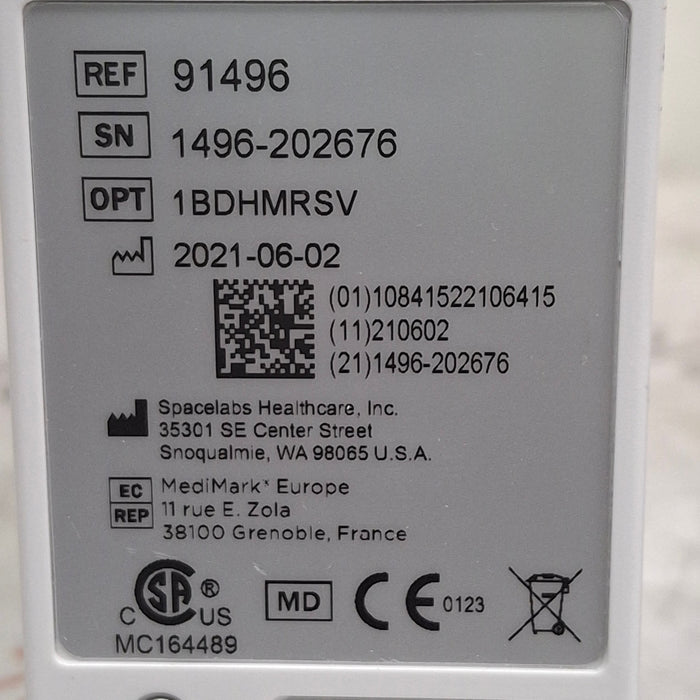 REF 91496
SN 1496-202676
OPT 1BDHMRSV
2021-06-02
(01)10841522106415
(11)210602
(21)1496-202676
Spacelabs Healthcare, Inc.
35301 SE Center Street
Snoqualmie, WA 98065 U.S.A.
EC REP
MediMark* Europe
11 rue E. Zola
38100 Grenoble, France
C SA ® US
MC164489
MD
CE 0123